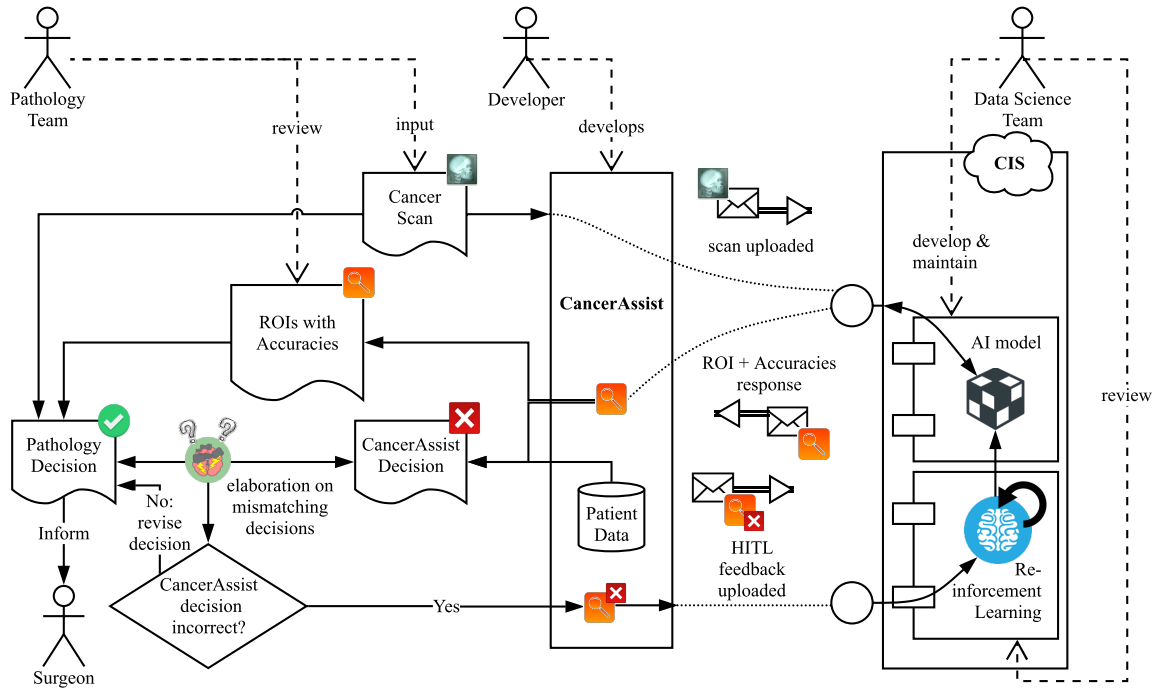 Pathology
Team
Developer
Data Science
Team
review
input
develops
CIS
Cancer
Scan
scan uploaded
develop &
maintain
ROIs with
Accuracies
CancerAssist
AI model
ROI + Accuracies
response
review
Pathology
Decision
CancerAssist
Decision
elaboration on
mismatching
decisions
No:
revise
decision
Patient
Data
Inform
HITL
feedback
uploaded
CancerAssist
decision
incorrect?
Yes
Re-
inforcement
Learning
Surgeon